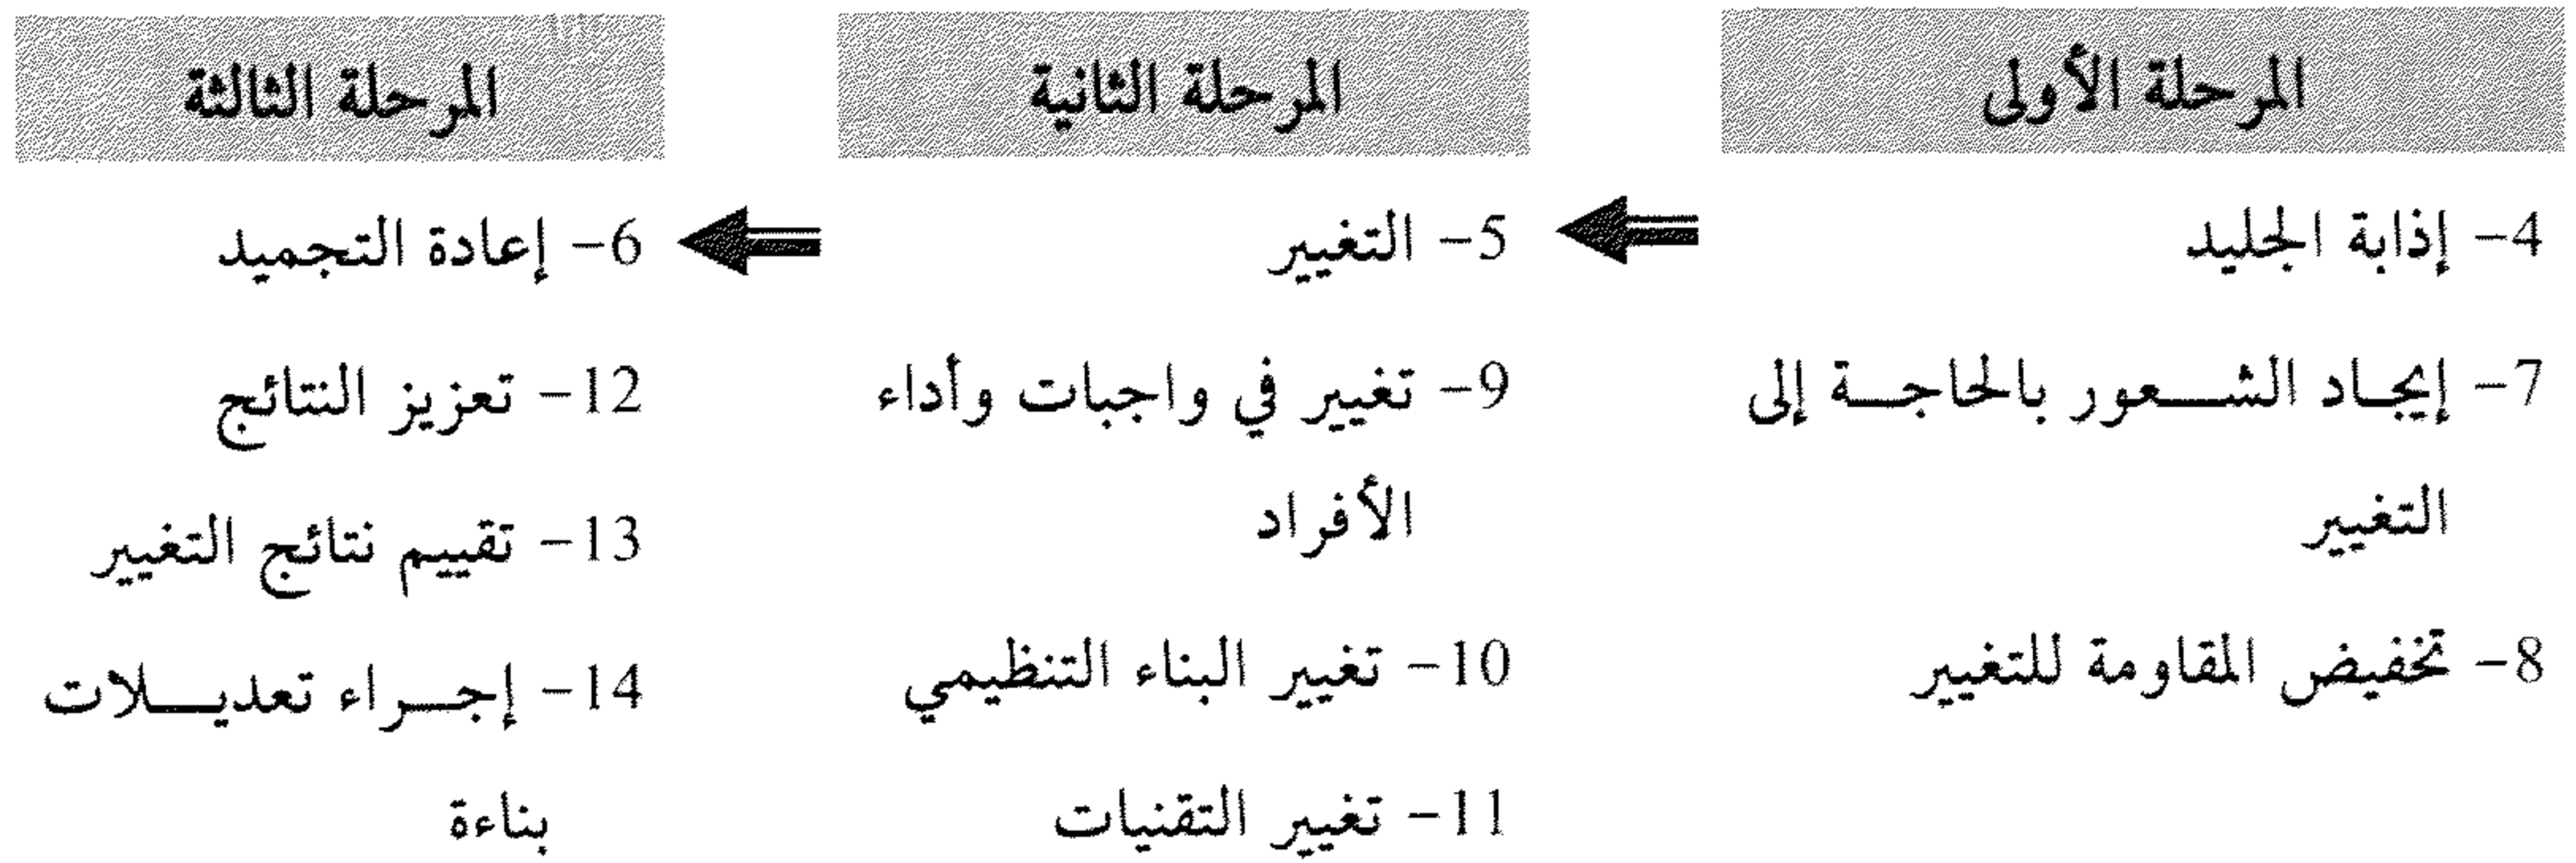 المرحلة الأولى
4- إذابة الجليد
7- إيجاد الشعور بالحاجة إلى
التغيير
8- تخفيض المقاومة للتغيير
المرحلة الثانية
5- التغيير
9- تغيير في واجبات وأداء
الأفراد
10- تغيير البناء التنظيمي
11- تغيير التقنيات
المرحلة الثالثة
6- إعادة التجميد
12- تعزيز النتائج
13- تقييم نتائج التغيير
14- إجراء تعديلات
بناءة